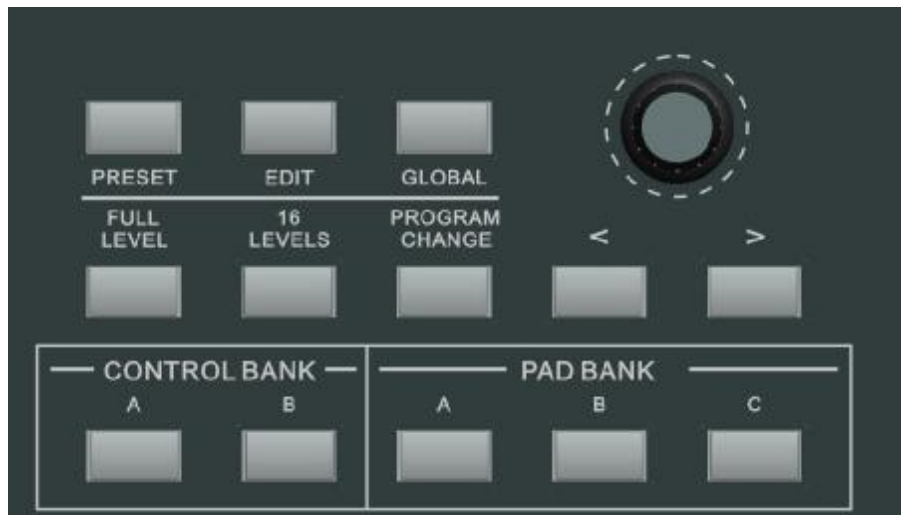 PRESET EDIT GLOBAL
FULL LEVEL 16 LEVELS PROGRAM CHANGE < >
CONTROL BANK PAD BANK
A B A B C